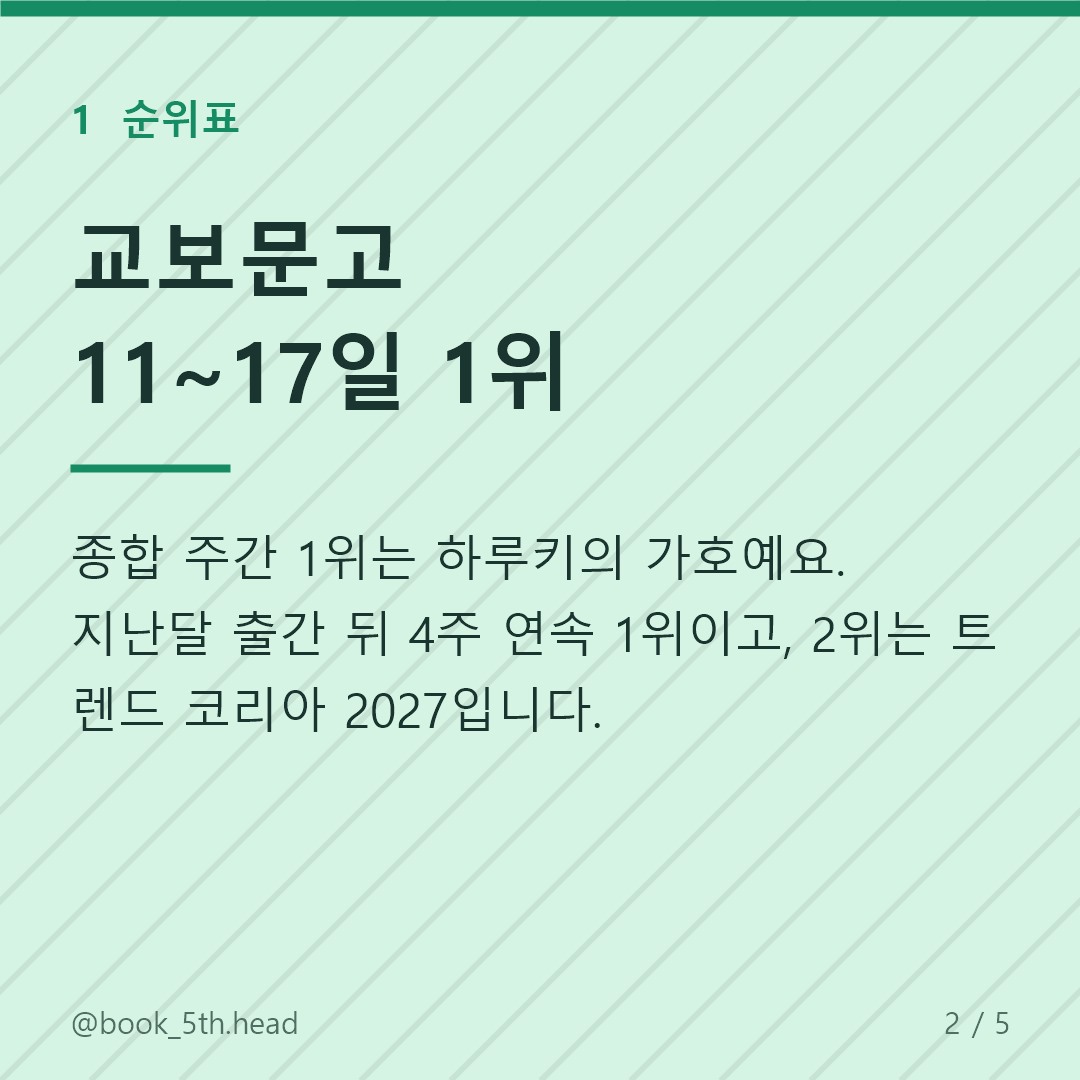 1 순위표
교보문고
11~17일 1위
종합 주간 1위는 하루키의 가호예요.
지난달 출간 뒤 4주 연속 1위이고, 2위는 트
렌드 코리아 2027입니다.
@book_5th.head
2 / 5